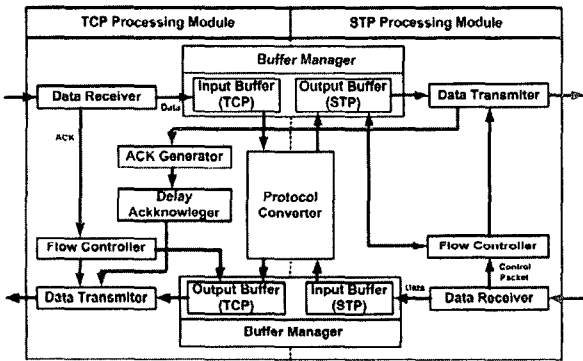 TCP Processing Module
STP Processing Module
Buffer Manager
Input Buffer
(TCP)
Output Buffer
(STP)
Data Receiver
Data
Data Transmiter
ACK
ACK Generator
Delay
Ackknowleger
Protocol
Convertor
Flow Controller
Flow Controller
Control
Packet
Data Transmitor
Output Buffer
(TCP)
Input Buffer
(STP)
Data
Data Receiver
Buffer Manager